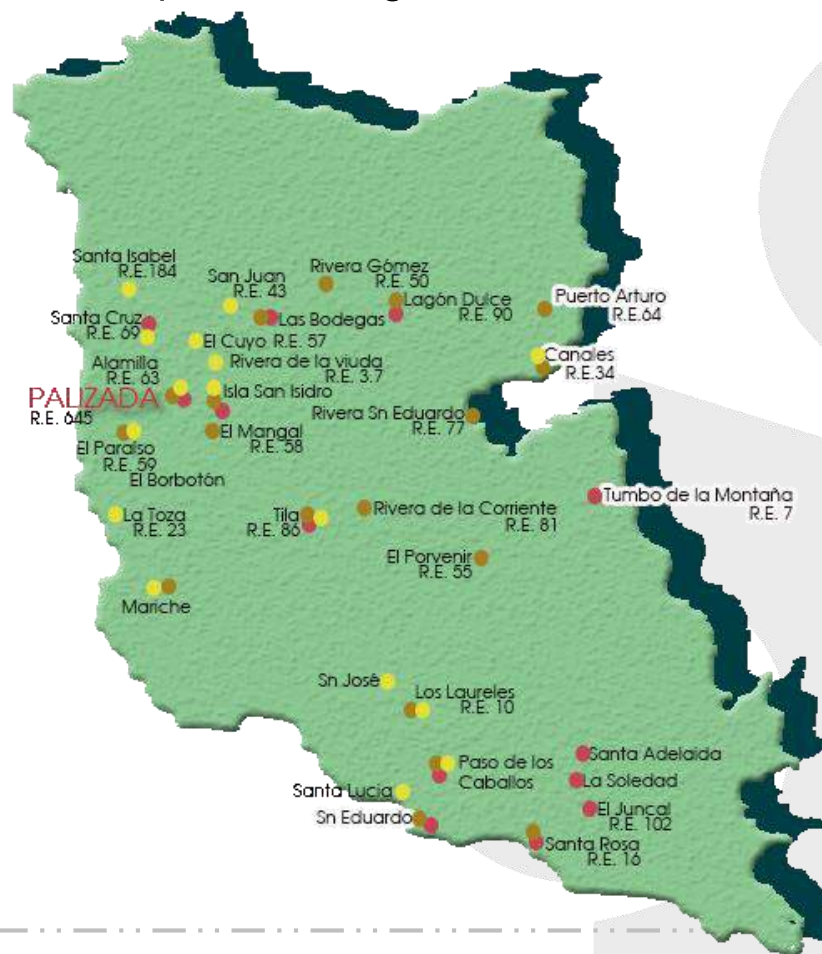 Santa Isabel
R.E.184
San Juan
R.E. 43
Rivera Gómez
R.E. 50
Lagón Dulce
R.E. 90
Puerto Arturo
R.E.64
Santa Cruz
R.E. 69
Las Bodegas
El Cuyo R.E. 57
Canales
R.E.34
Alamilla
R.E. 63
Rivera de la viuda
R.E. 3.7
PALIZADA
R.E. 645
Isla San Isidro
Rivera Sn Eduardo
R.E. 77
El Mangal
R.E. 58
El Paraíso
R.E. 59
El Borbotón
Tumbo de la Montaña
R.E. 7
La Toza
R.E. 23
Tila
R.E. 86
Rivera de la Corriente
R.E. 81
El Porvenir
R.E. 55
Mariche
Sn José
Los Laureles
R.E. 10
Santa Adelaida
Paso de los
Caballos
La Soledad
Santa Lucia
El Juncal
R.E. 102
Sn Eduardo
Santa Rosa
R.E. 16